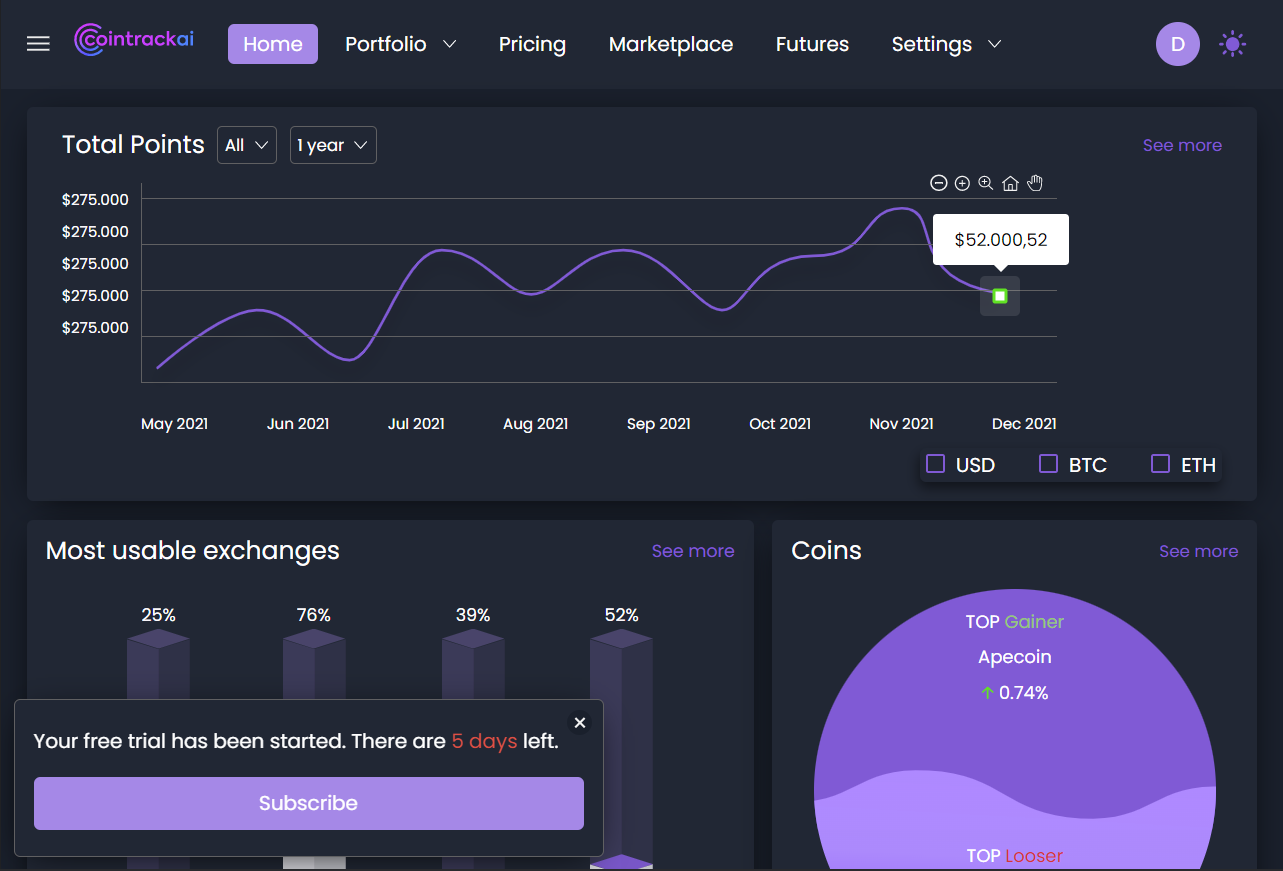 cointrackai
Home Portfolio Pricing Marketplace Futures Settings D
Total Points All 1 year See more
$275.000
$275.000
$275.000
$275.000
$275.000
$52.000,52
May 2021 Jun 2021 Jul 2021 Aug 2021 Sep 2021 Oct 2021 Nov 2021 Dec 2021
USD BTC ETH
Most usable exchanges See more
25% 76% 39% 52%
Your free trial has been started. There are 5 days left.
Subscribe
Coins See more
TOP Gainer
Apecoin
0.74%
TOP Looser